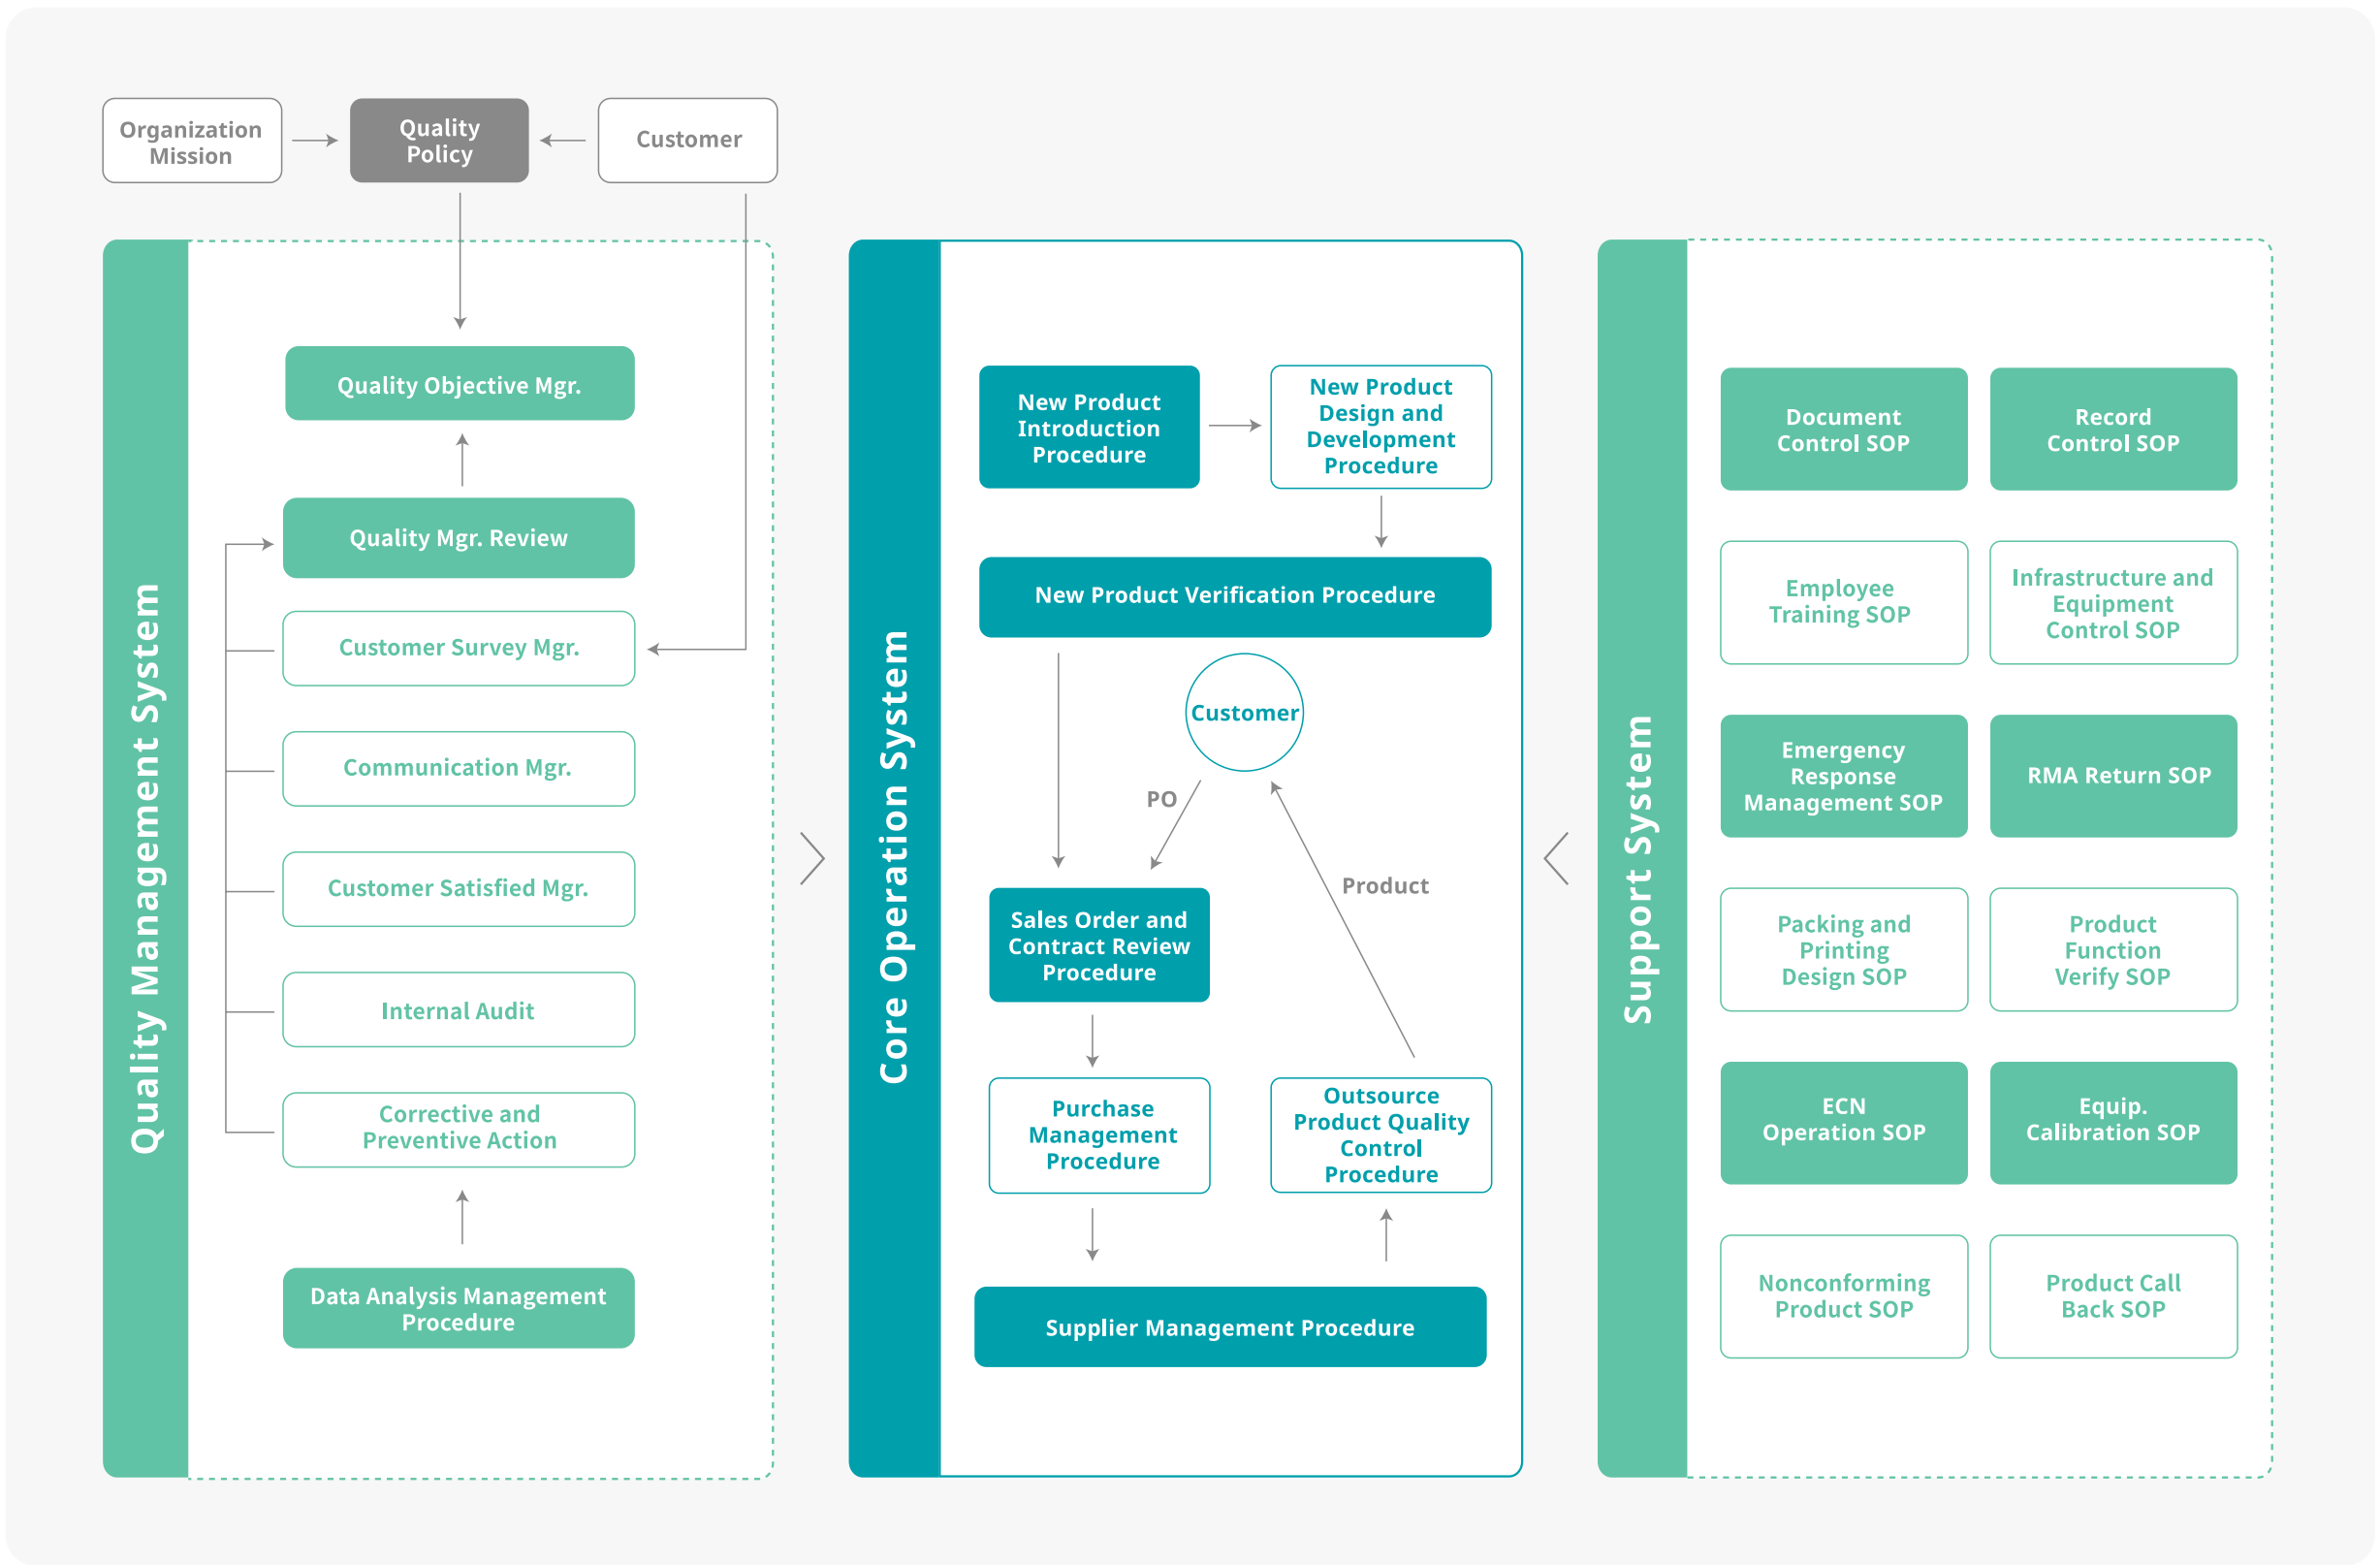 Organization
Mission
Quality
Policy
Customer
Quality Management System
Quality Objective Mgr.
Quality Mgr. Review
Customer Survey Mgr.
Communication Mgr.
Customer Satisfied Mgr.
Internal Audit
Corrective and
Preventive Action
Data Analysis Management
Procedure
Core Operation System
New Product
Introduction
Procedure
New Product
Design and
Development
Procedure
New Product Verification Procedure
Customer
PO
Product
Sales Order and
Contract Review
Procedure
Purchase
Management
Procedure
Outsource
Product Quality
Control
Procedure
Supplier Management Procedure
Support System
Document
Control SOP
Record
Control SOP
Employee
Training SOP
Infrastructure and
Equipment
Control SOP
Emergency
Response
Management SOP
RMA Return SOP
Packing and
Printing
Design SOP
Product
Function
Verify SOP
ECN
Operation SOP
Equip.
Calibration SOP
Nonconforming
Product SOP
Product Call
Back SOP